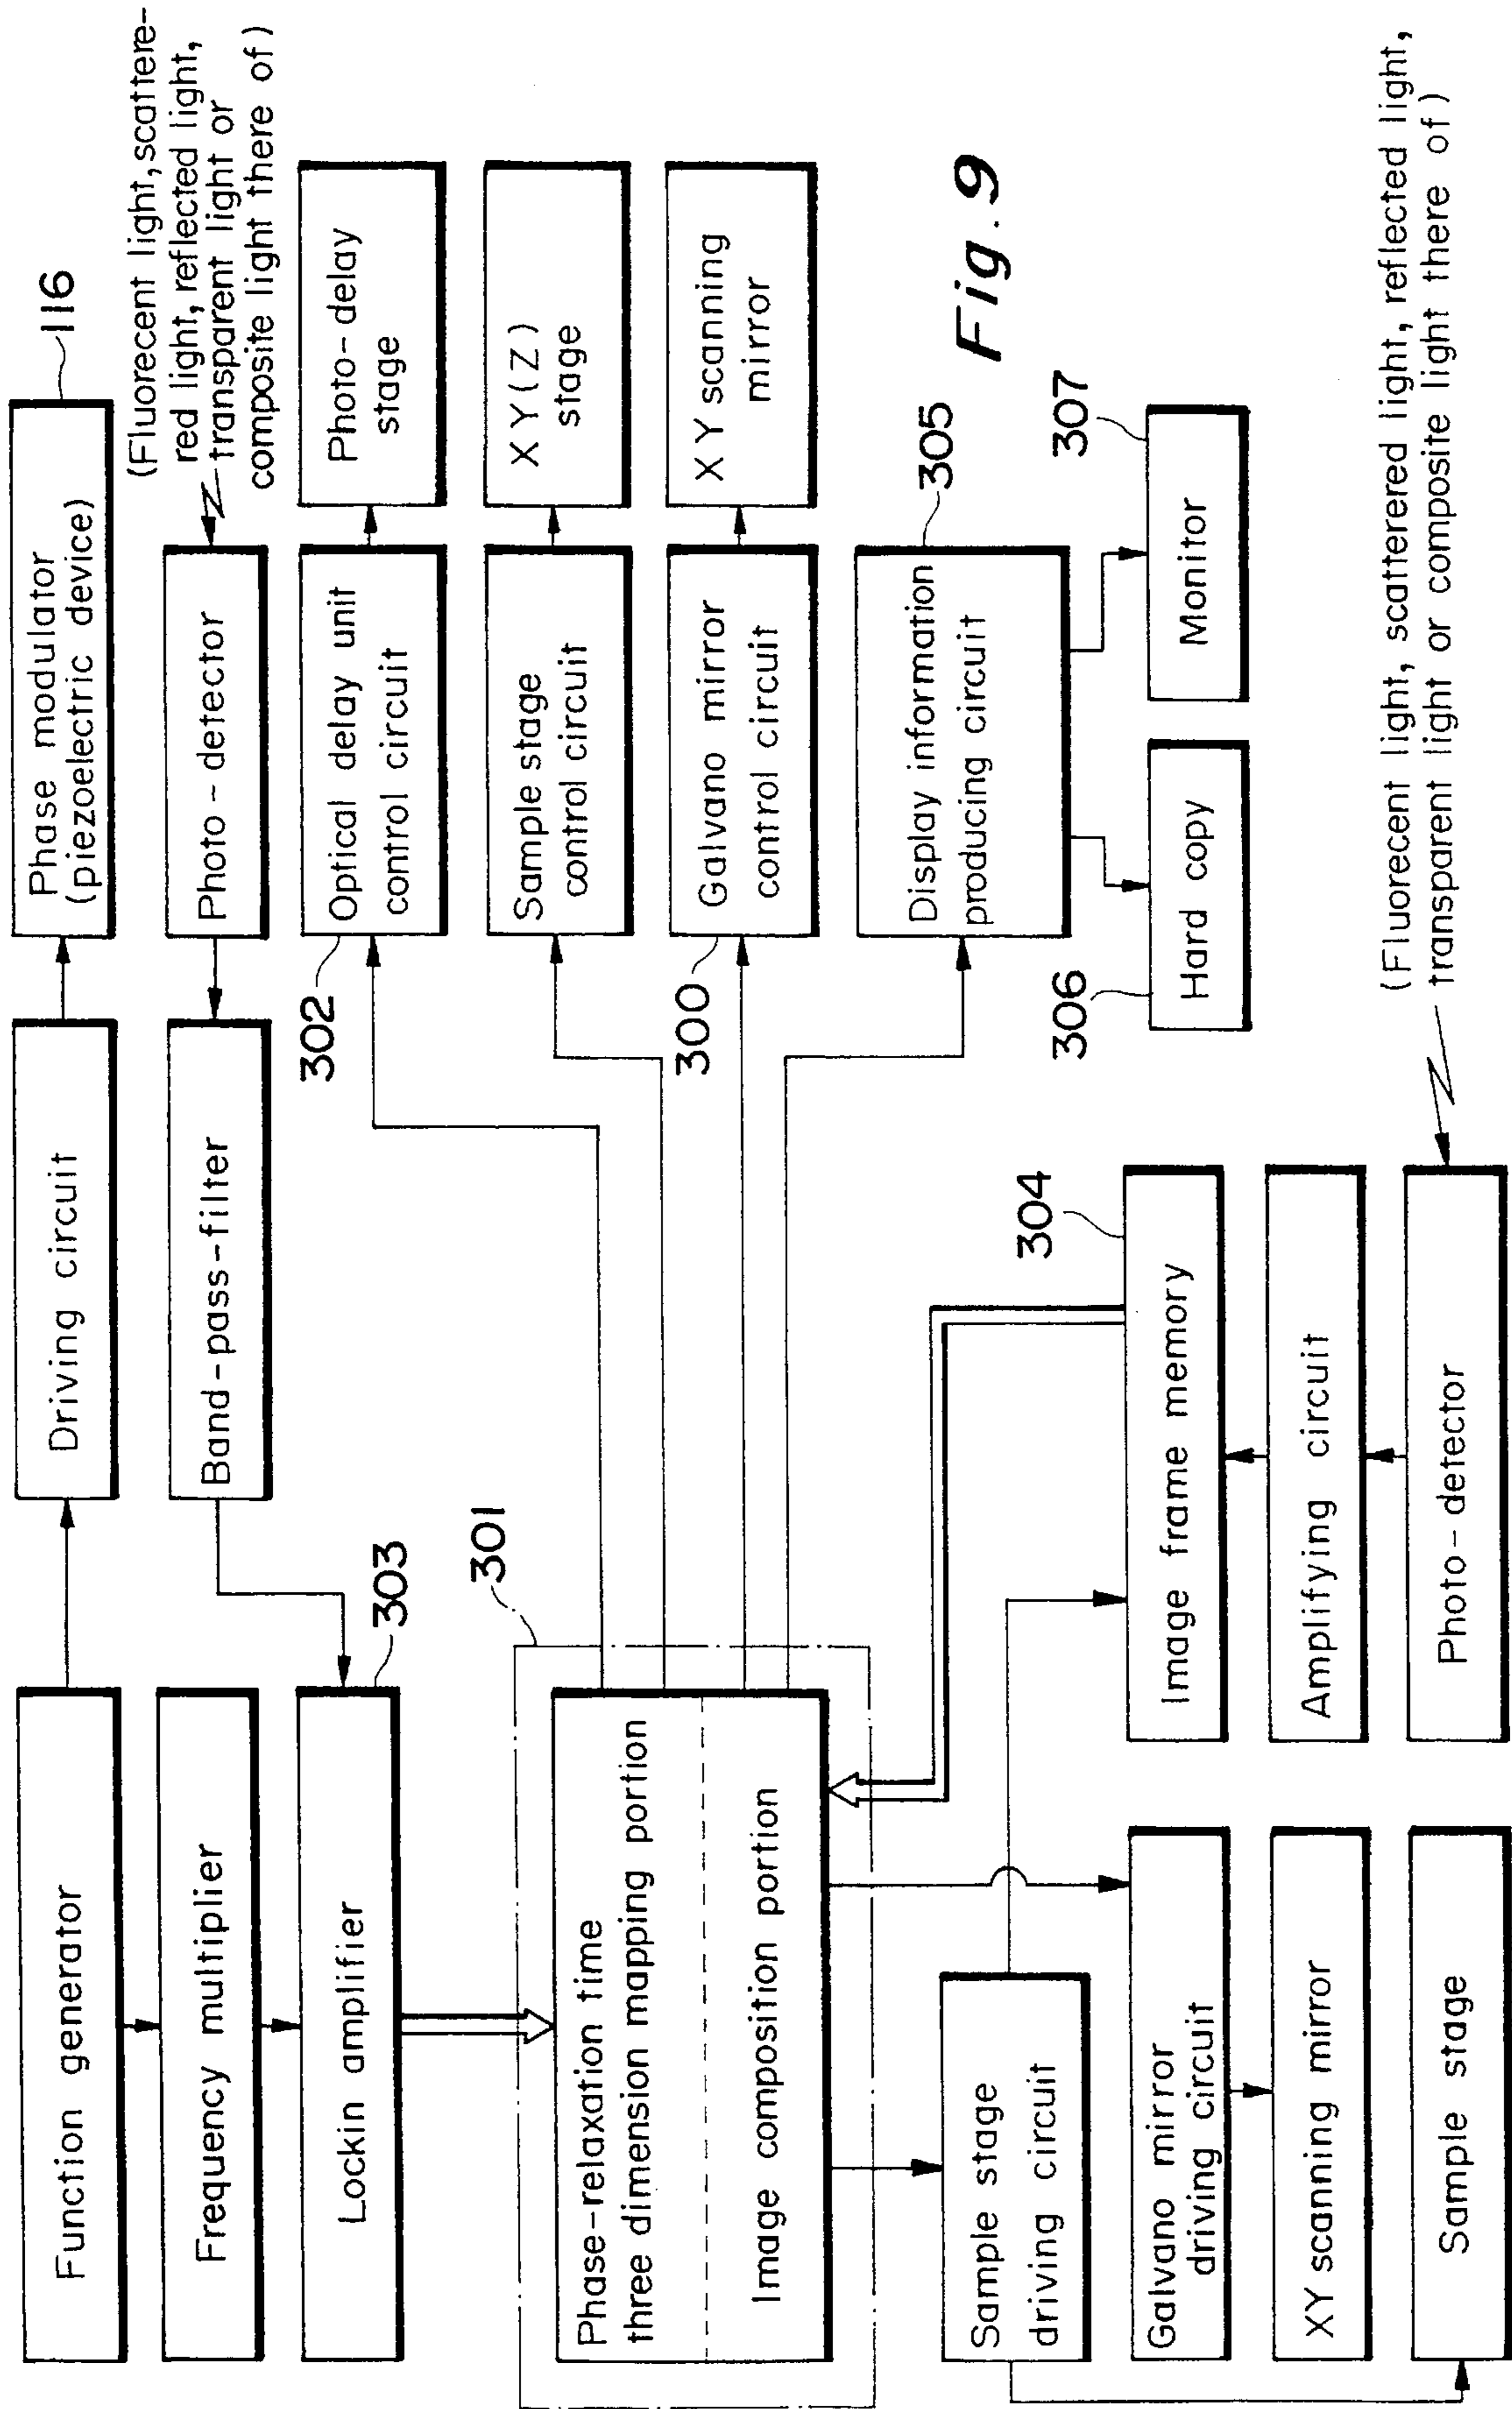 Function generator
Driving circuit
Phase modulator
(piezoelectric device)
116
Frequency multiplier
Band-pass-filter
Photo-detector
(Fluorecent light, scattere-
red light, reflected light,
transparent light or
composite light there of)
Lockin amplifier
303
302
Optical delay unit
control circuit
Photo-delay
stage
301
Phase-relaxation time
three dimension mapping portion
Image composition portion
Sample stage
control circuit
XY(Z)
stage
300
Galvano mirror
control circuit
XY scanning
mirror
Display information
producing circuit
305
Fig. 9
Sample stage
driving circuit
304
306
307
Galvano mirror
driving circuit
Image frame memory
Hard copy
Monitor
XY scanning mirror
Amplifying circuit
Sample stage
Photo-detector
(Fluorecent light, scattered light, reflected light,
transparent light or composite light there of)